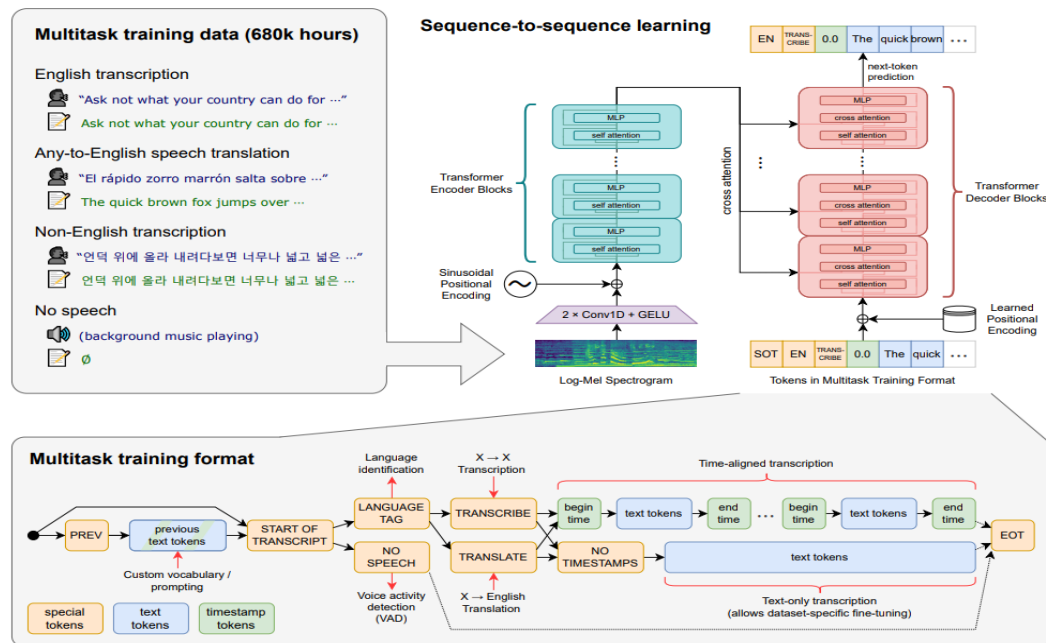 Multitask training data (680k hours)
English transcription
“Ask not what your country can do for ⋯”
Ask not what your country can do for ⋯
Any-to-English speech translation
“El rápido zorro marrón salta sobre ⋯”
The quick brown fox jumps over ⋯
Non-English transcription
“언덕 위에 올라 내려다보면 너무나 넓고 넓은 ⋯”
언덕 위에 올라 내려다보면 너무나 넓고 넓은 ⋯
No speech
(background music playing)
∅
Sequence-to-sequence learning
EN TRANS-CRIBE 0.0 The quick brown ⋯
next-token
prediction
MLP
self attention
⋯
MLP
self attention
MLP
self attention
Transformer
Encoder Blocks
cross attention
⋯
MLP
cross attention
self attention
⋯
MLP
cross attention
self attention
MLP
cross attention
self attention
Transformer
Decoder Blocks
Sinusoidal
Positional
Encoding
~
2 × Conv1D + GELU
Log-Mel Spectrogram
Learned
Positional
Encoding
SOT EN TRANS-CRIBE 0.0 The quick ⋯
Tokens in Multitask Training Format
Multitask training format
Language
identification
X → X
Transcription
Time-aligned transcription
PREV
previous
text tokens
START OF
TRANSCRIPT
LANGUAGE
TAG
NO
SPEECH
TRANSCRIBE
TRANSLATE
begin
time
text tokens
end
time
⋯
begin
time
text tokens
end
time
NO
TIMESTAMPS
text tokens
EOT
Custom vocabulary /
prompting
Voice activity
detection
(VAD)
X → English
Translation
Text-only transcription
(allows dataset-specific fine-tuning)
special
tokens
text
tokens
timestamp
tokens